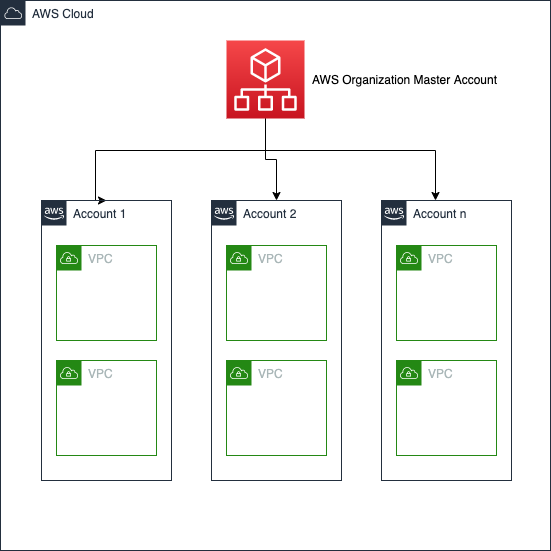 AWS Cloud
AWS Organization Master Account
aws
Account 1
aws
Account 2
aws
Account n
VPC
VPC
VPC
VPC
VPC
VPC